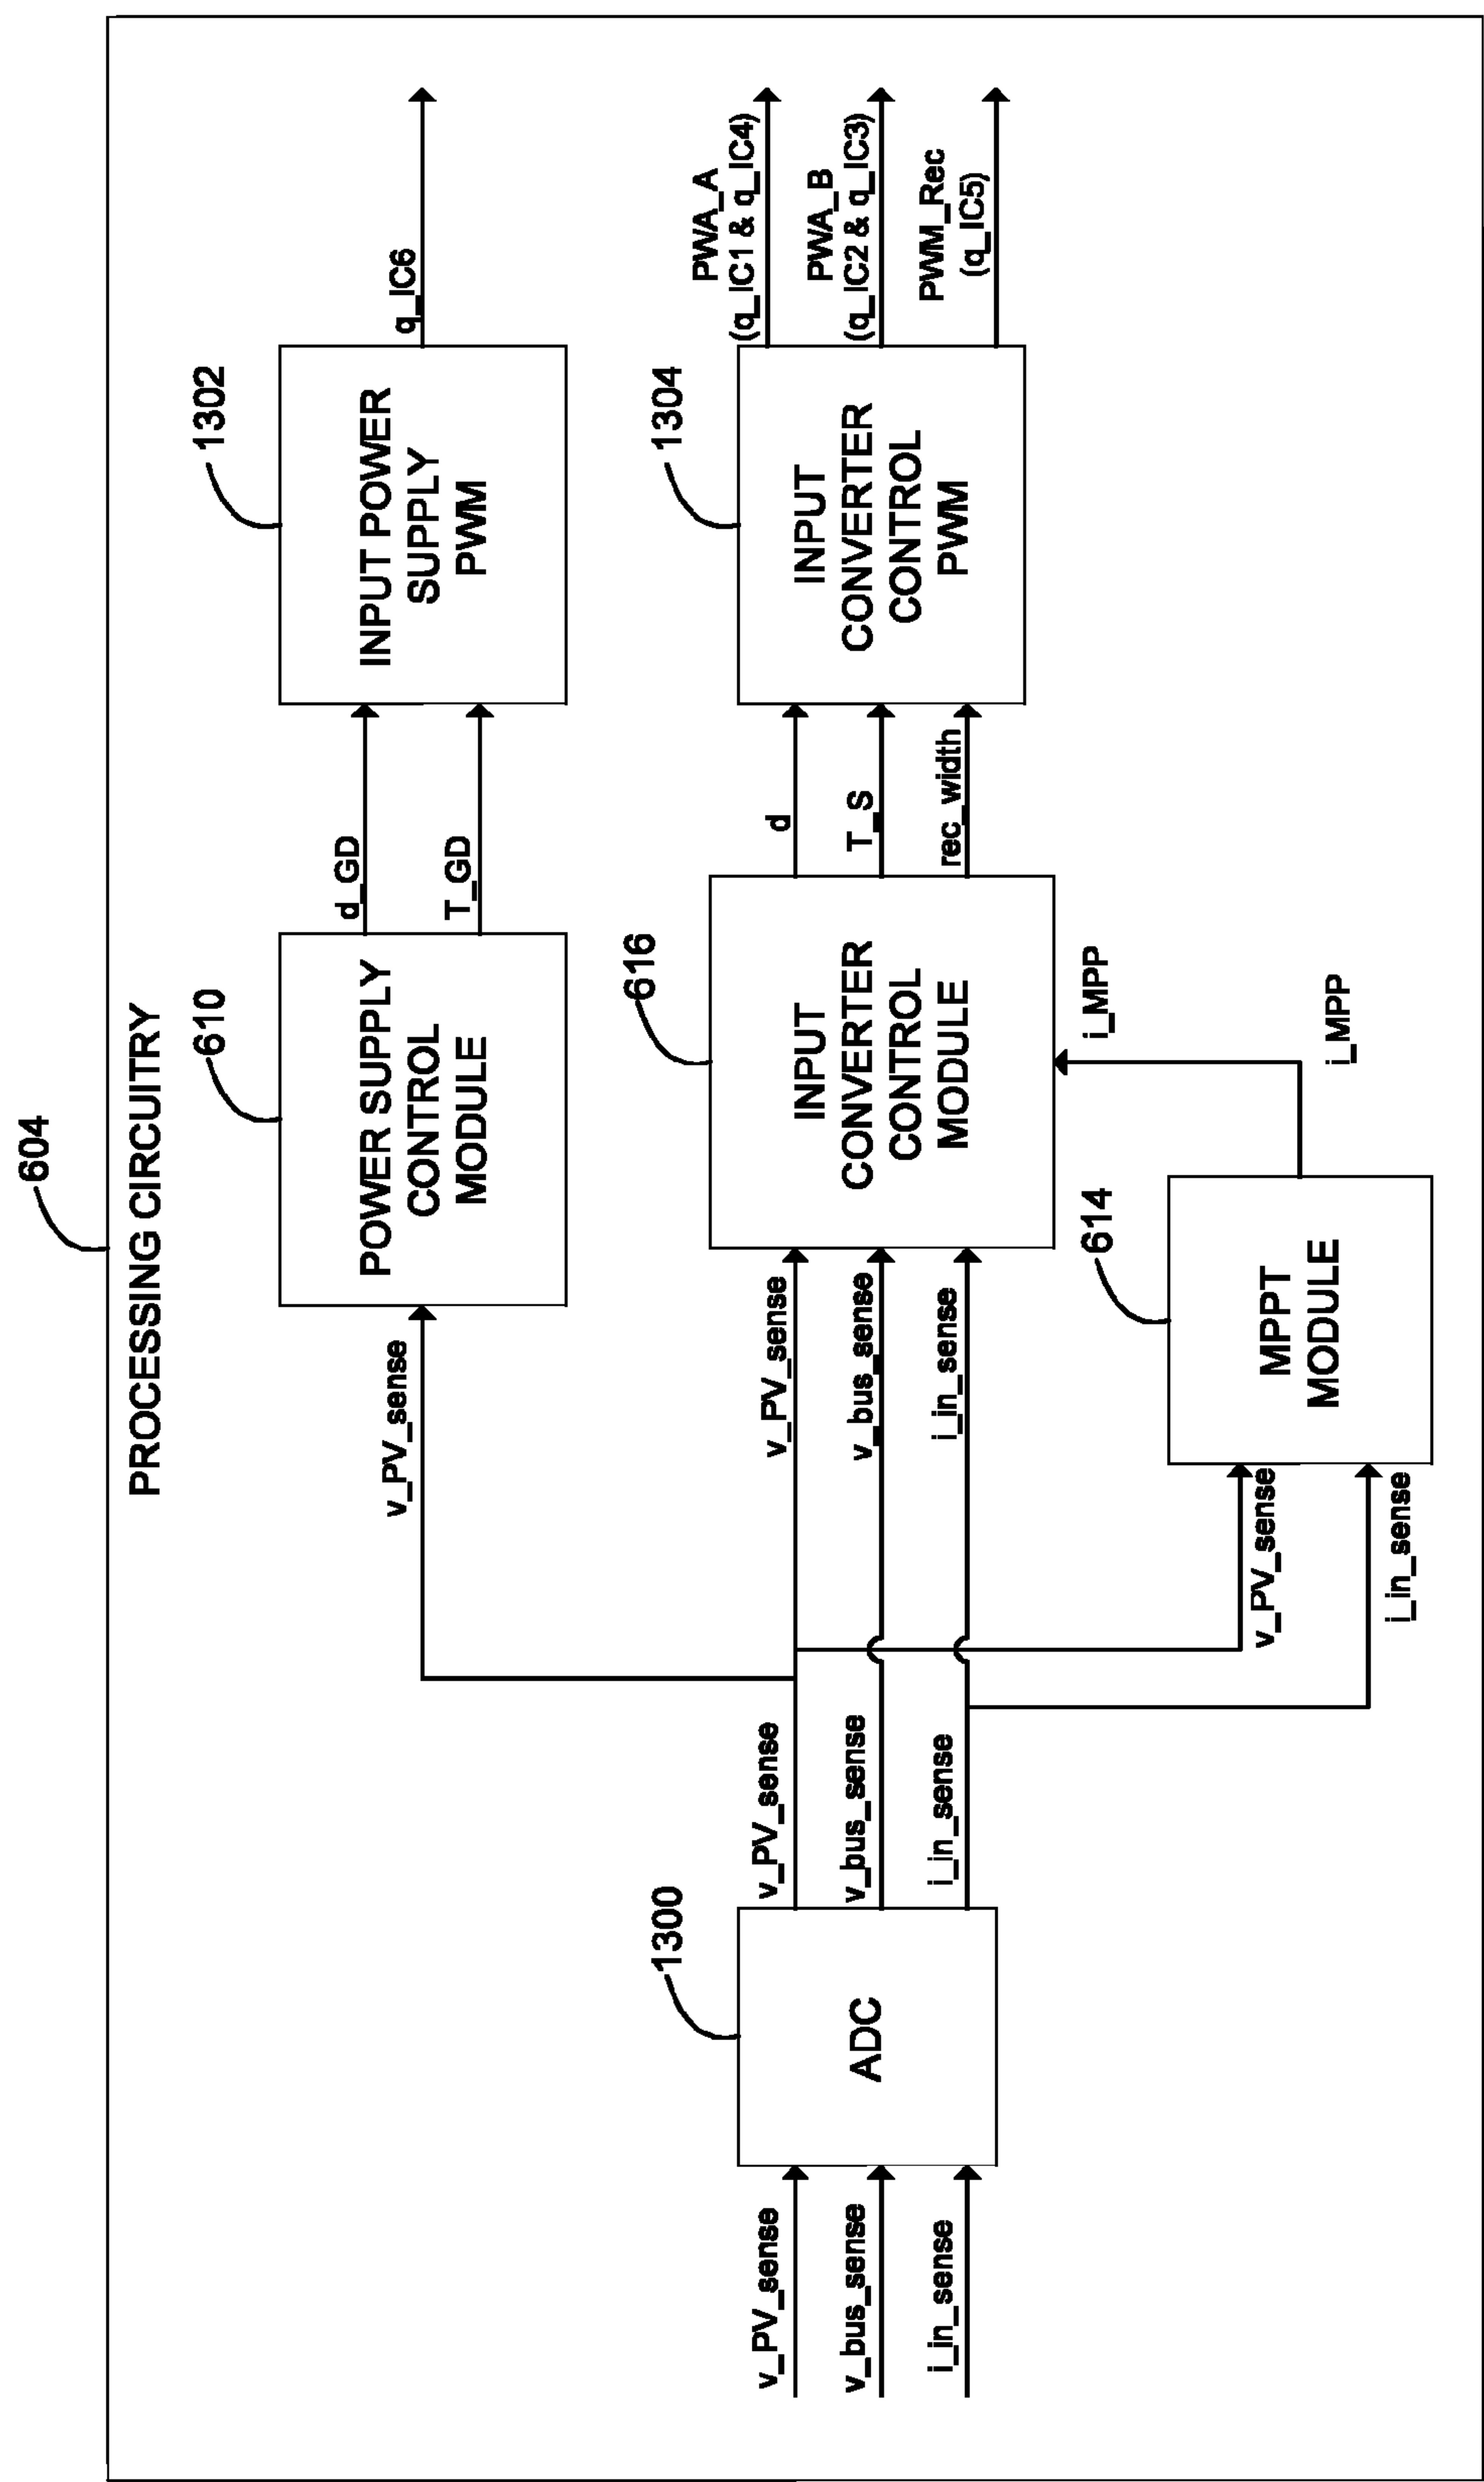 604
PROCESSING CIRCUITRY
1302
610
INPUT POWER
SUPPLY
PWM
q_IC6
POWER SUPPLY
CONTROL
MODULE
d_GD
T_GD
v_PV_sense
1300
616
1304
ADC
v_PV_sense
v_bus_sense
i_in_sense
v_PV_sense
v_bus_sense
i_in_sense
v_PV_sense
v_bus_sense
i_in_sense
INPUT
CONVERTER
CONTROL
MODULE
d
T_S
rec_width
INPUT
CONVERTER
CONTROL
PWM
PWA_A
(q_IC1 & q_IC4)
PWA_B
(q_IC2 & q_IC3)
PWM_Rec
(q_IC5)
i_MPP
614
MPPT
MODULE
v_PV_sense
i_in_sense
i_MPP